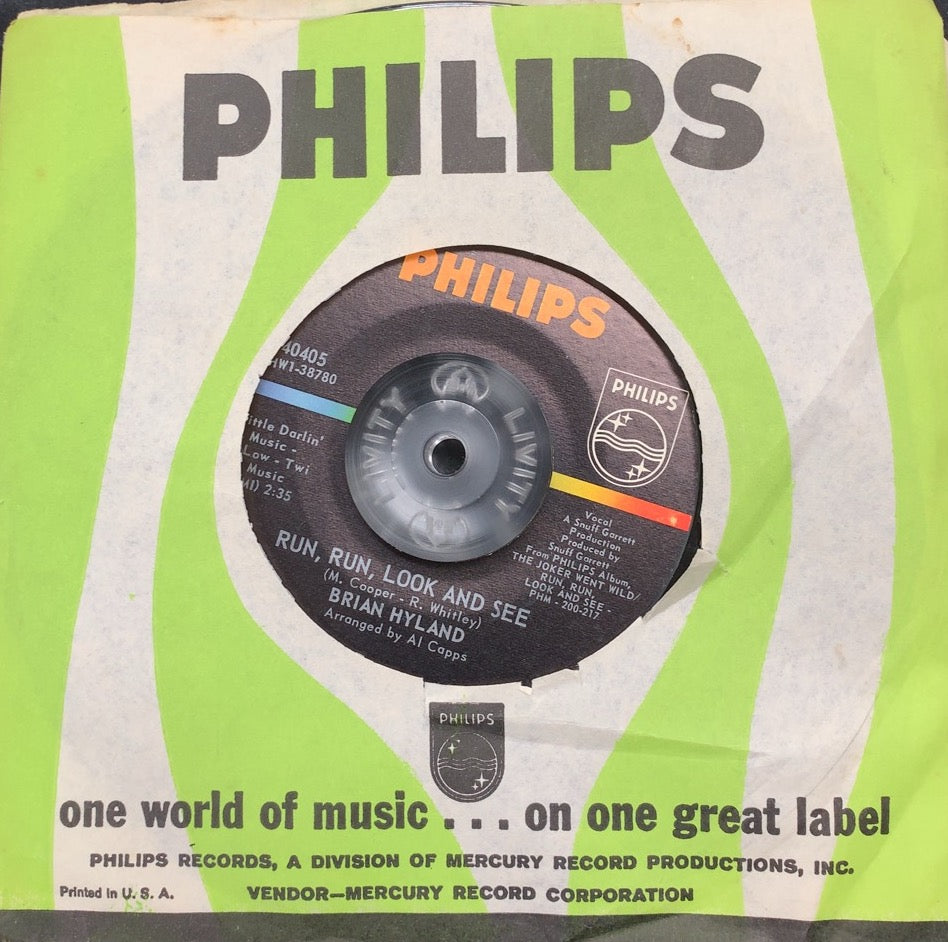 PHILIPS
PHILIPS
40405
HW1-38780
PHILIPS
ittle Darlin'
Music -
Low - Twi
Music
MI) 2:35
LIVITY
LIVITY
Vocal
A Snuff Garrett
Production
Produced by
Snuff Garrett
From PHILIPS Album,
THE JOKER WENT WILD/
RUN, RUN,
LOOK AND SEE -
PHM - 200-217
RUN, RUN, LOOK AND SEE
(M. Cooper - R. Whitley)
BRIAN HYLAND
Arranged by Al Capps
PHILIPS
one world of music . . . on one great label
PHILIPS RECORDS, A DIVISION OF MERCURY RECORD PRODUCTIONS, INC.
Printed in U. S. A.
VENDOR—MERCURY RECORD CORPORATION